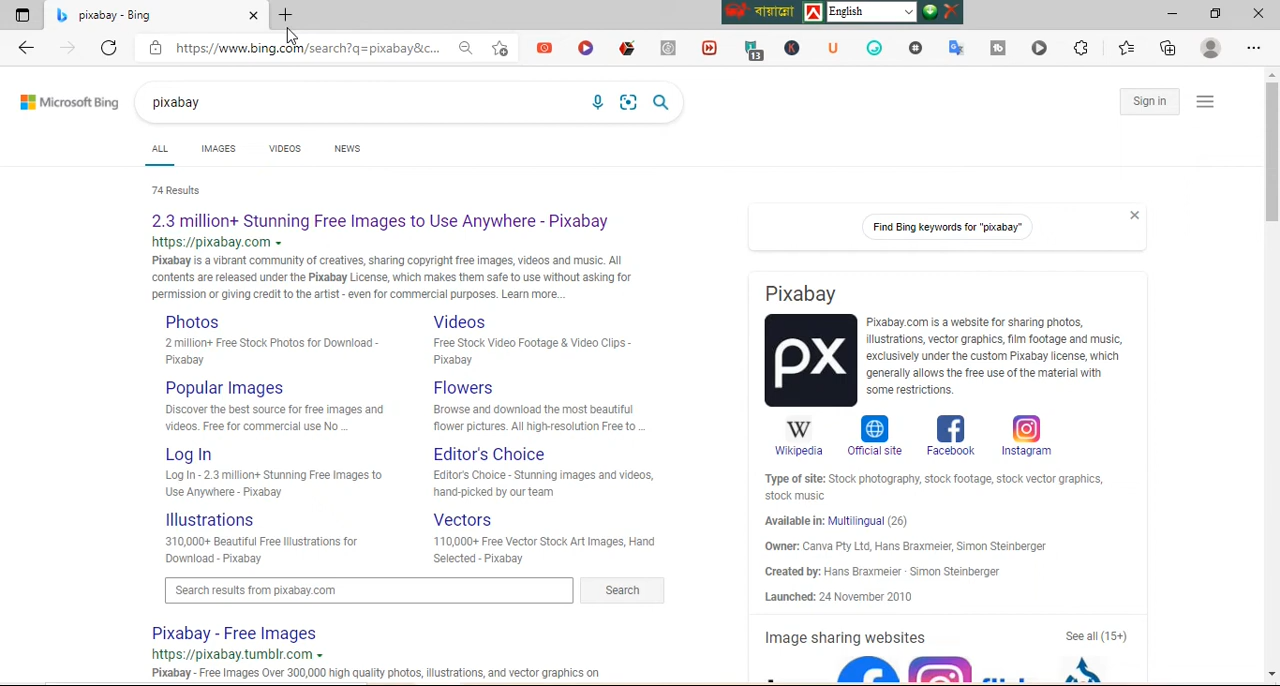 pixabay - Bing
বায়ান্নো English
https://www.bing.com/search?q=pixabay&c...
13
Microsoft Bing
pixabay
Sign in
ALL IMAGES VIDEOS NEWS
74 Results
2.3 million+ Stunning Free Images to Use Anywhere - Pixabay
https://pixabay.com
Pixabay is a vibrant community of creatives, sharing copyright free images, videos and music. All
contents are released under the Pixabay License, which makes them safe to use without asking for
permission or giving credit to the artist - even for commercial purposes. Learn more...
Photos
2 million+ Free Stock Photos for Download -
Pixabay
Videos
Free Stock Video Footage & Video Clips -
Pixabay
Popular Images
Discover the best source for free images and
videos. Free for commercial use No ...
Flowers
Browse and download the most beautiful
flower pictures. All high-resolution Free to ...
Log In
Log In - 2.3 million+ Stunning Free Images to
Use Anywhere - Pixabay
Editor's Choice
Editor's Choice - Stunning images and videos,
hand-picked by our team
Illustrations
310,000+ Beautiful Free Illustrations for
Download - Pixabay
Vectors
110,000+ Free Vector Stock Art Images, Hand
Selected - Pixabay
Search results from pixabay.com
Search
Pixabay - Free Images
https://pixabay.tumblr.com
Pixabay - Free Images Over 300,000 high quality photos, illustrations, and vector graphics on
Find Bing keywords for "pixabay"
Pixabay
px
Pixabay.com is a website for sharing photos,
illustrations, vector graphics, film footage and music,
exclusively under the custom Pixabay license, which
generally allows the free use of the material with
some restrictions.
W
Wikipedia Official site Facebook Instagram
Type of site: Stock photography, stock footage, stock vector graphics,
stock music
Available in: Multilingual (26)
Owner: Canva Pty Ltd, Hans Braxmeier, Simon Steinberger
Created by: Hans Braxmeier · Simon Steinberger
Launched: 24 November 2010
Image sharing websites
See all (15+)